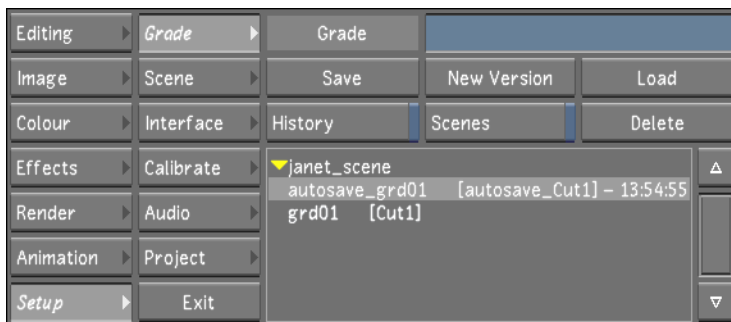 Editing Grade Grade
Image Scene Save New Version Load
Colour Interface History Scenes Delete
Effects Calibrate janet_scene
autosave_grd01 [autosave_Cut1] – 13:54:55
Render Audio grd01 [Cut1]
Animation Project
Setup Exit